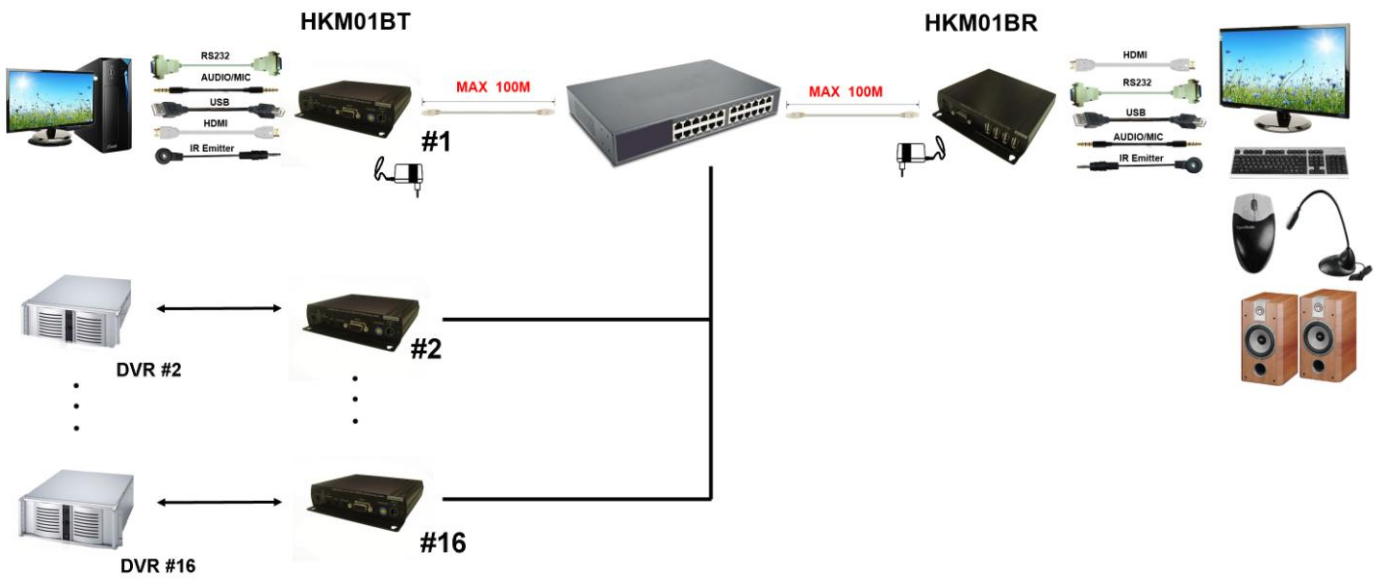 HKM01BT
HKM01BR
RS232
AUDIO/MIC
USB
HDMI
IR Emitter
MAX 100M
#1
MAX 100M
HDMI
RS232
USB
AUDIO/MIC
IR Emitter
#2
DVR #2
#16
DVR #16